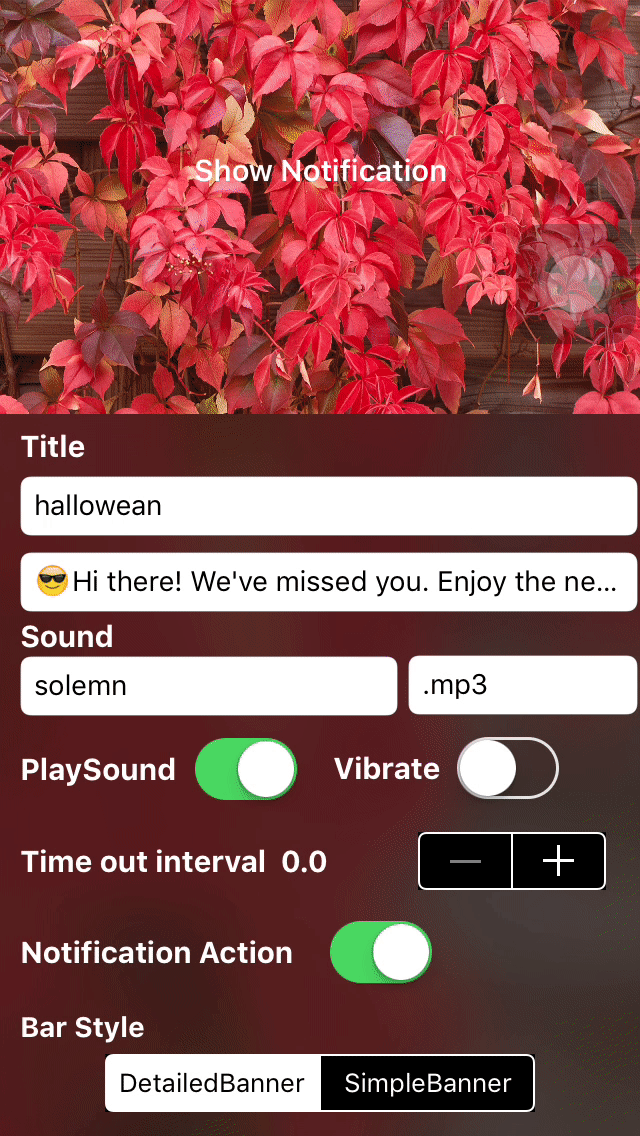 Show Notification
Title
hallowean
😎Hi there! We've missed you. Enjoy the ne...
Sound
solemn .mp3
PlaySound Vibrate
Time out interval 0.0
Notification Action
Bar Style
DetailedBanner SimpleBanner